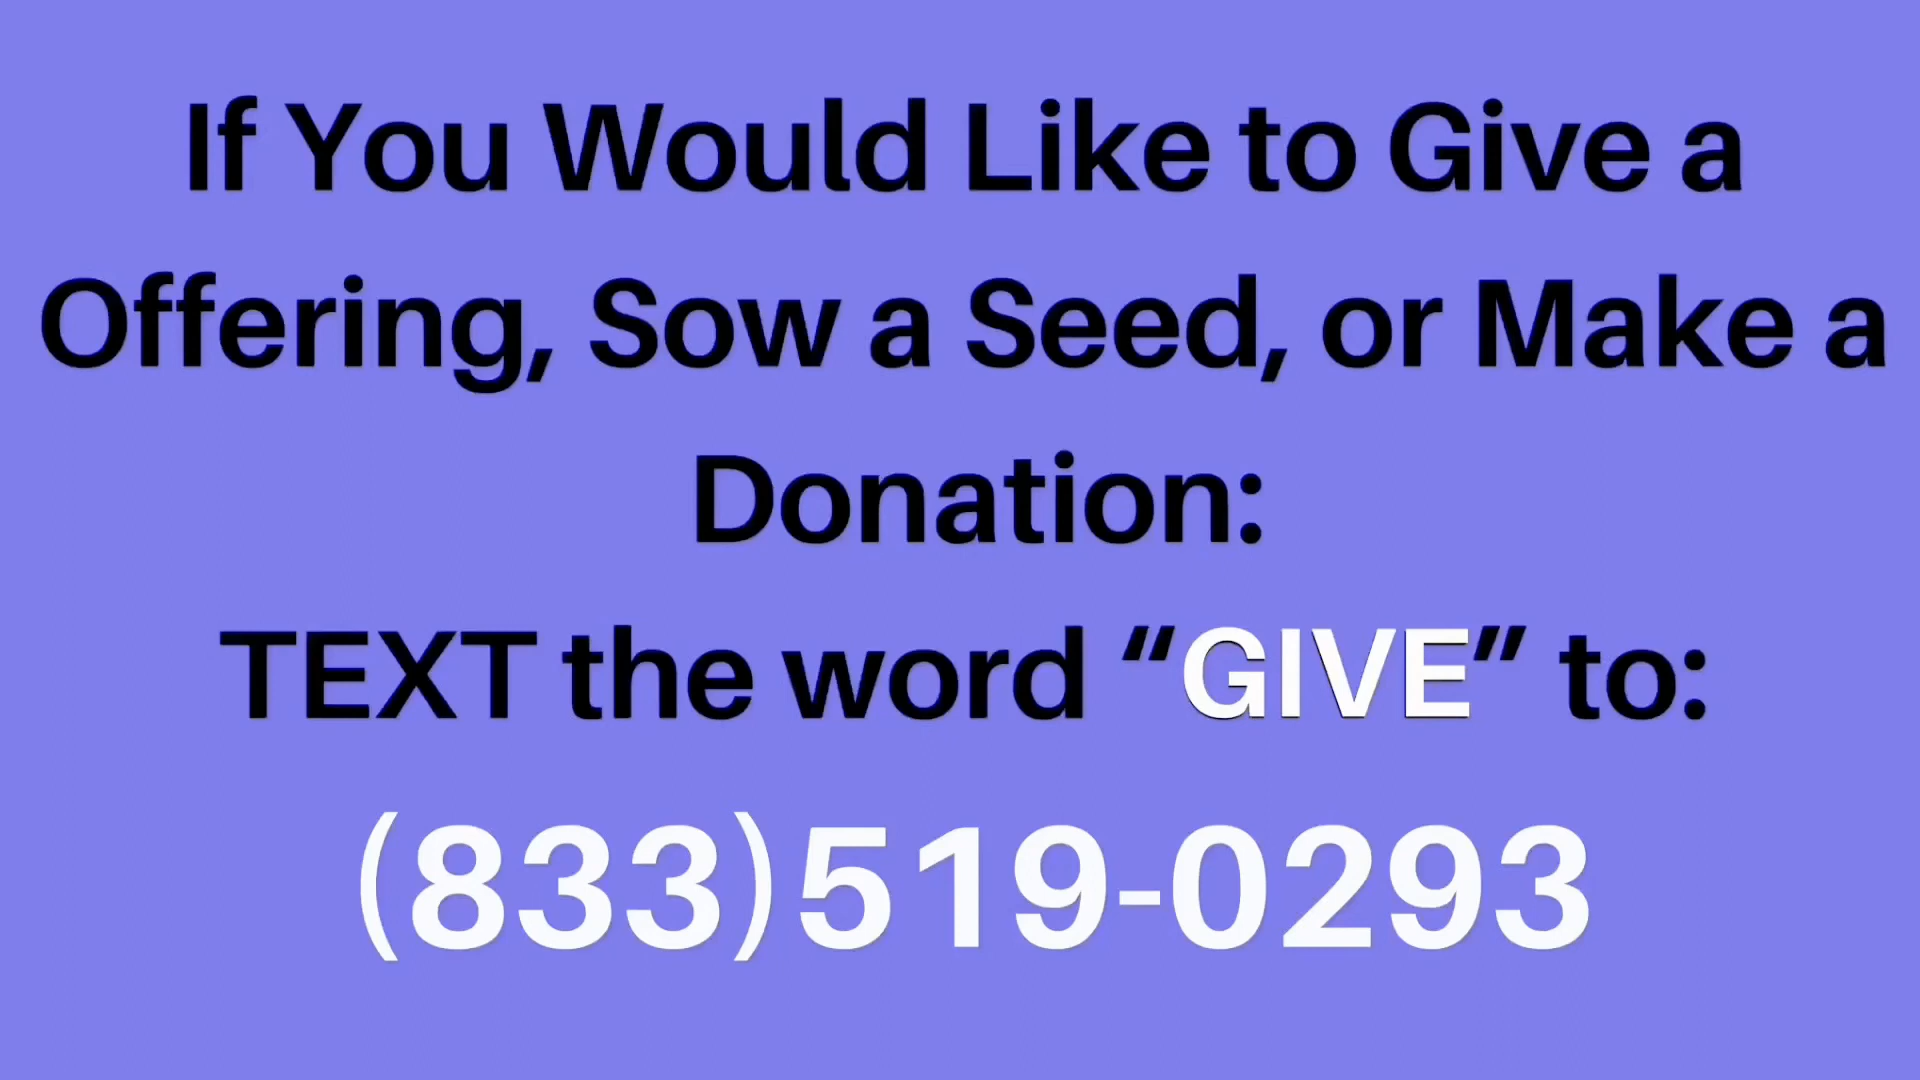 If You Would Like to Give a
Offering, Sow a Seed, or Make a
Donation:
TEXT the word “GIVE” to:
(833)519-0293